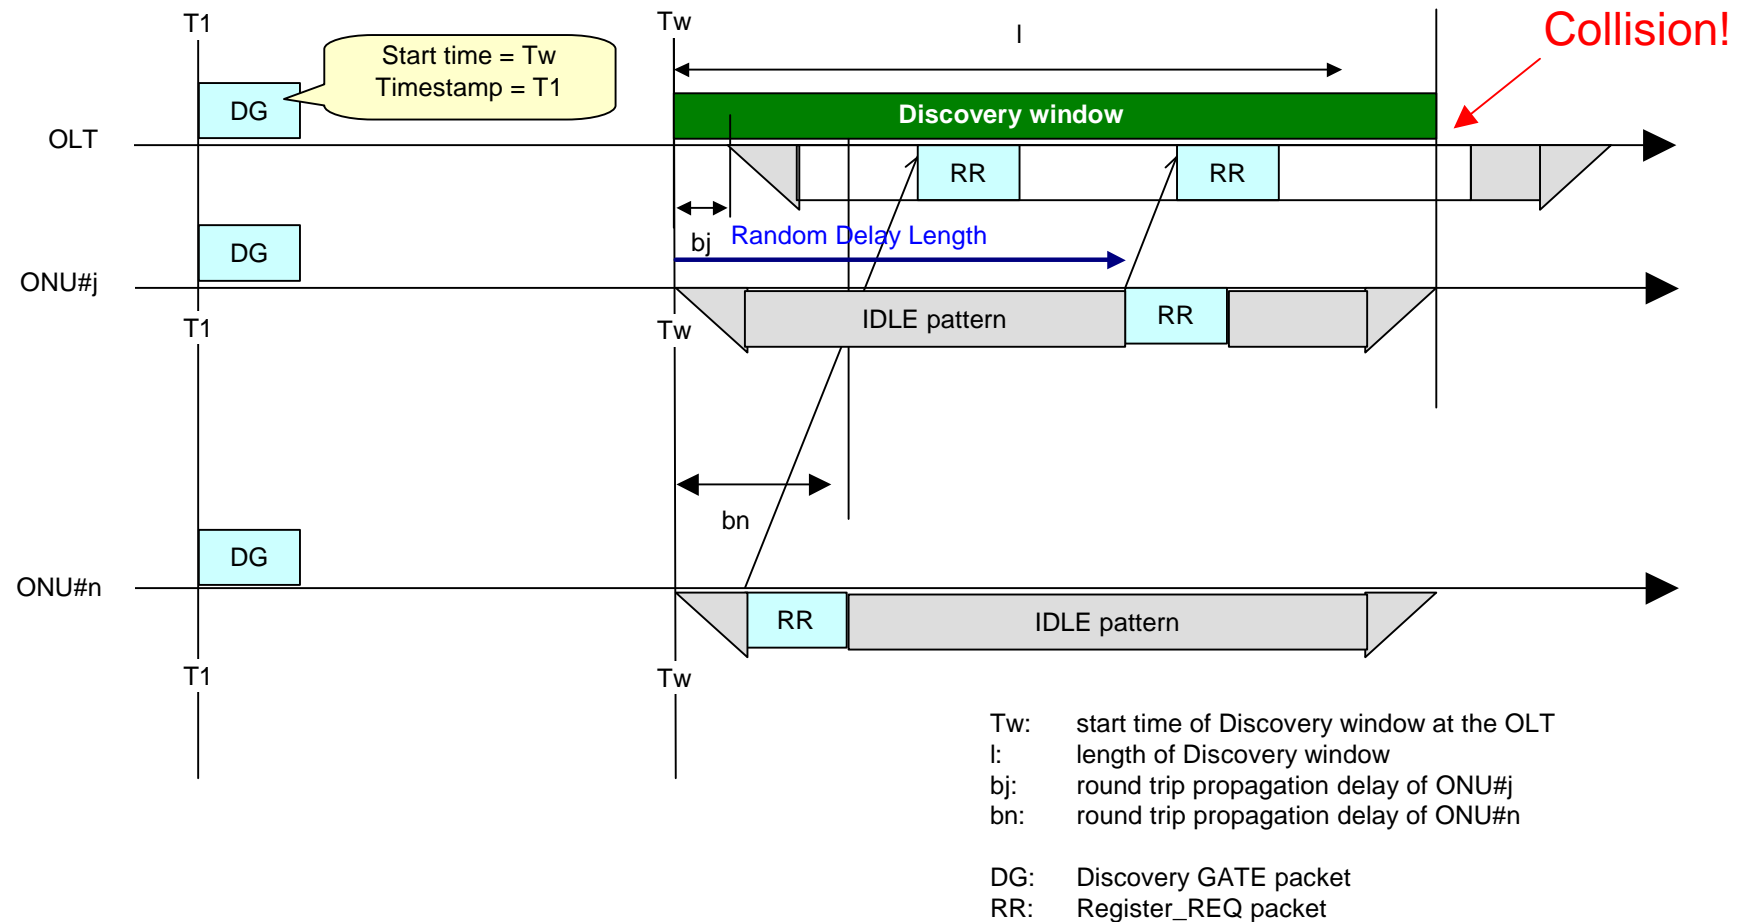 T1
Tw
l
Collision!
Start time = Tw
Timestamp = T1
DG
Discovery window
OLT
RR
RR
DG
bj
Random Delay Length
ONU#j
IDLE pattern
RR
T1
Tw
bn
DG
ONU#n
RR
IDLE pattern
T1
Tw
Tw: start time of Discovery window at the OLT
l: length of Discovery window
bj: round trip propagation delay of ONU#j
bn: round trip propagation delay of ONU#n
DG: Discovery GATE packet
RR: Register_REQ packet